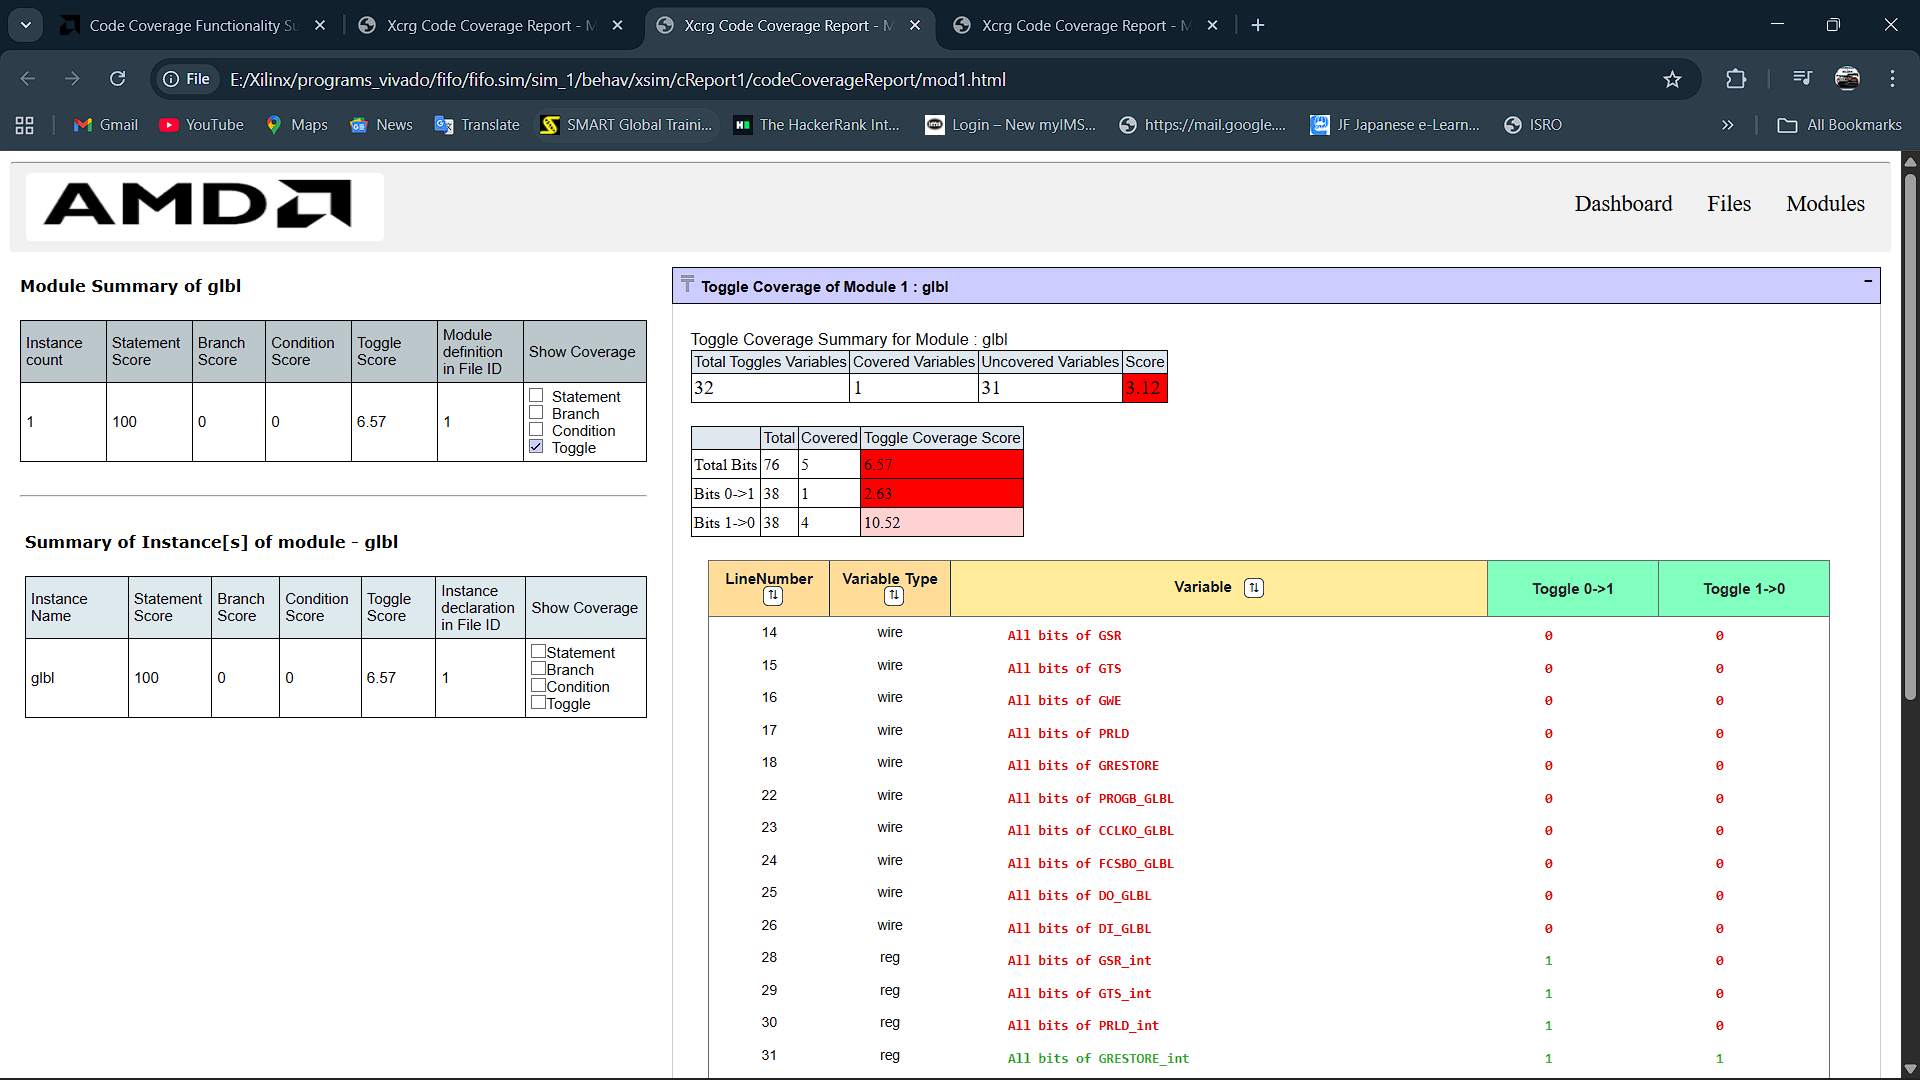 Code Coverage Functionality Su
Xcrg Code Coverage Report - M
Xcrg Code Coverage Report - M
Xcrg Code Coverage Report - M
File
E:/Xilinx/programs_vivado/fifo/fifo.sim/sim_1/behav/xsim/cReport1/codeCoverageReport/mod1.html
Gmail YouTube Maps News Translate SMART Global Traini... The HackerRank Int... Login – New myIMS... https://mail.google.... JF Japanese e-Learn... ISRO » All Bookmarks
AMD
Dashboard Files Modules
Module Summary of glbl
Instance count Statement Score Branch Score Condition Score Toggle Score Module definition in File ID Show Coverage
1 100 0 0 6.57 1
Statement
Branch
Condition
Toggle
Summary of Instance[s] of module - glbl
Instance Name Statement Score Branch Score Condition Score Toggle Score Instance declaration in File ID Show Coverage
glbl 100 0 0 6.57 1
Statement
Branch
Condition
Toggle
Toggle Coverage of Module 1 : glbl -
Toggle Coverage Summary for Module : glbl
Total Toggles Variables Covered Variables Uncovered Variables Score
32 1 31 3.12
Total Covered Toggle Coverage Score
Total Bits 76 5 6.57
Bits 0->1 38 1 2.63
Bits 1->0 38 4 10.52
LineNumber Variable Type Variable Toggle 0->1 Toggle 1->0
14 wire All bits of GSR 0 0
15 wire All bits of GTS 0 0
16 wire All bits of GWE 0 0
17 wire All bits of PRLD 0 0
18 wire All bits of GRESTORE 0 0
22 wire All bits of PROGB_GLBL 0 0
23 wire All bits of CCLKO_GLBL 0 0
24 wire All bits of FCSBO_GLBL 0 0
25 wire All bits of DO_GLBL 0 0
26 wire All bits of DI_GLBL 0 0
28 reg All bits of GSR_int 1 0
29 reg All bits of GTS_int 1 0
30 reg All bits of PRLD_int 1 0
31 reg All bits of GRESTORE_int 1 1